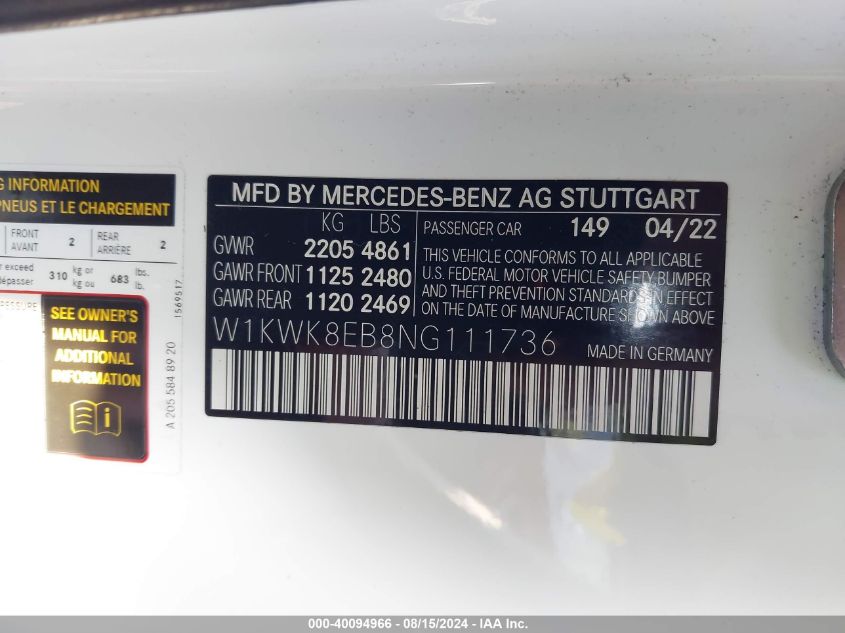 G INFORMATION
PNEUS ET LE CHARGEMENT
FRONT
AVANT 2 REAR
ARRIÈRE 2
r exceed
dépasser 310 kg or
kg ou 683 lbs.
lb.
PRESSURE
1569517
SEE OWNER'S
MANUAL FOR
ADDITIONAL
INFORMATION
i
A 205 584 89 20
MFD BY MERCEDES-BENZ AG STUTTGART
KG LBS
GVWR 2205 4861
GAWR FRONT 1125 2480
GAWR REAR 1120 2469
PASSENGER CAR 149 04/22
THIS VEHICLE CONFORMS TO ALL APPLICABLE
U.S. FEDERAL MOTOR VEHICLE SAFETY, BUMPER
AND THEFT PREVENTION STANDARDS IN EFFECT
ON THE DATE OF MANUFACTURE SHOWN ABOVE
W1KWK8EB8NG111736 MADE IN GERMANY
000-40094966 - 08/15/2024 - IAA Inc.